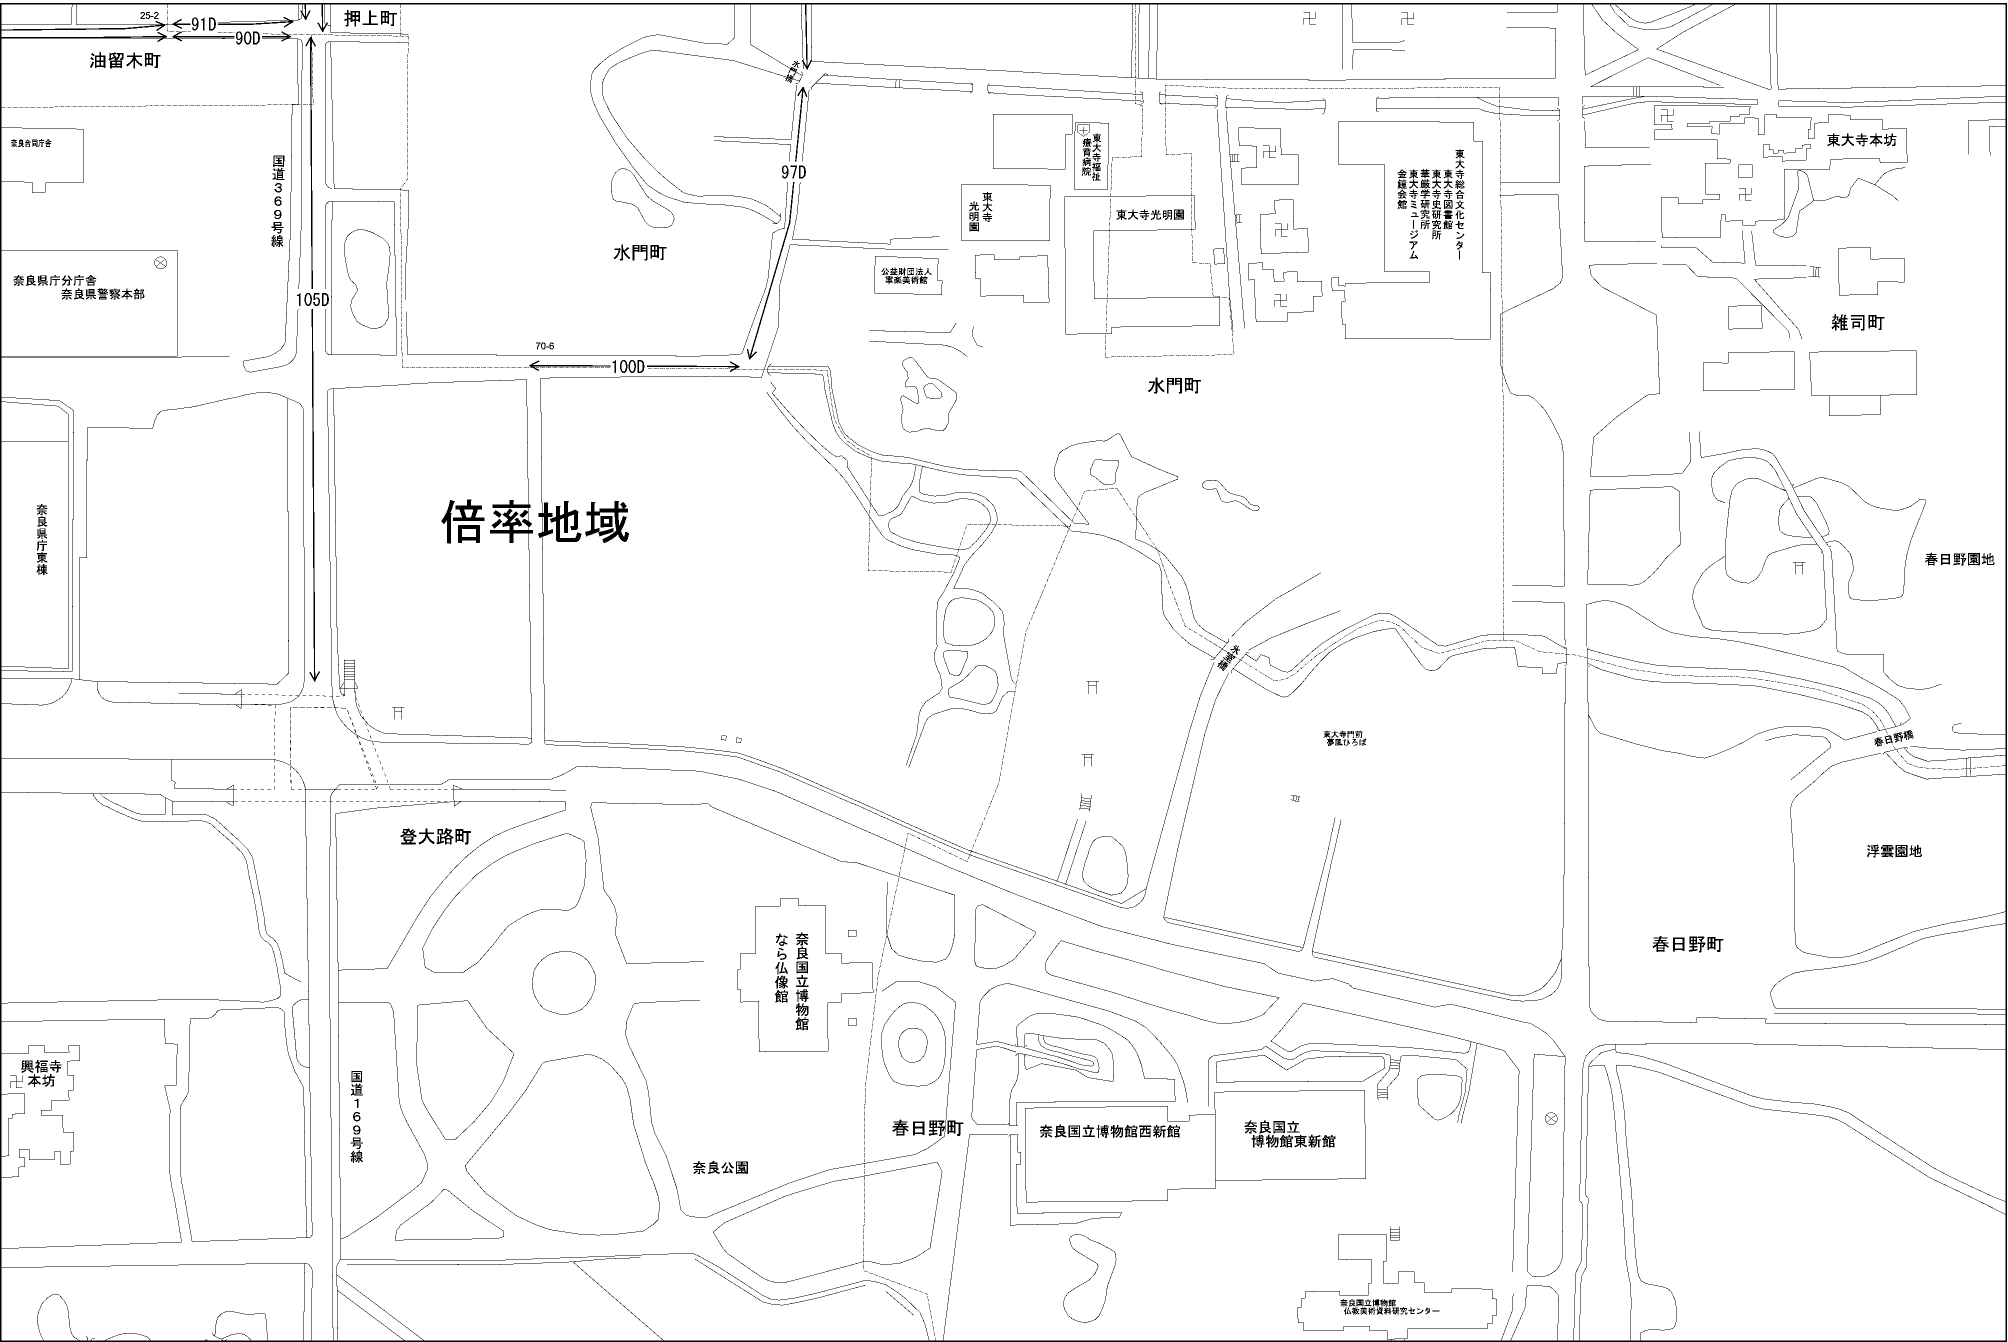 25-2
91D
90D
押上町
油留木町
水門橋
奈良合同庁舎
国道369号線
97D
東大寺福祉
療育病院
東大寺
光明園
東大寺光明園
東大寺総合文化センター
東大寺図書館
東大寺史研究所
華厳学研究所
東大寺ミュージアム
金鐘会館
東大寺本坊
水門町
奈良県庁分庁舎
奈良県警察本部
105D
公益財団法人
寧楽美術館
雑司町
70-6
100D
水門町
倍率地域
奈良県庁東棟
春日野園地
氷室橋
東大寺門前
夢風ひろば
春日野橋
登大路町
浮雲園地
奈良国立博物館
なら仏像館
春日野町
興福寺
本坊
国道169号線
春日野町
奈良国立博物館西新館
奈良国立
博物館東新館
奈良公園
奈良国立博物館
仏教美術資料研究センター